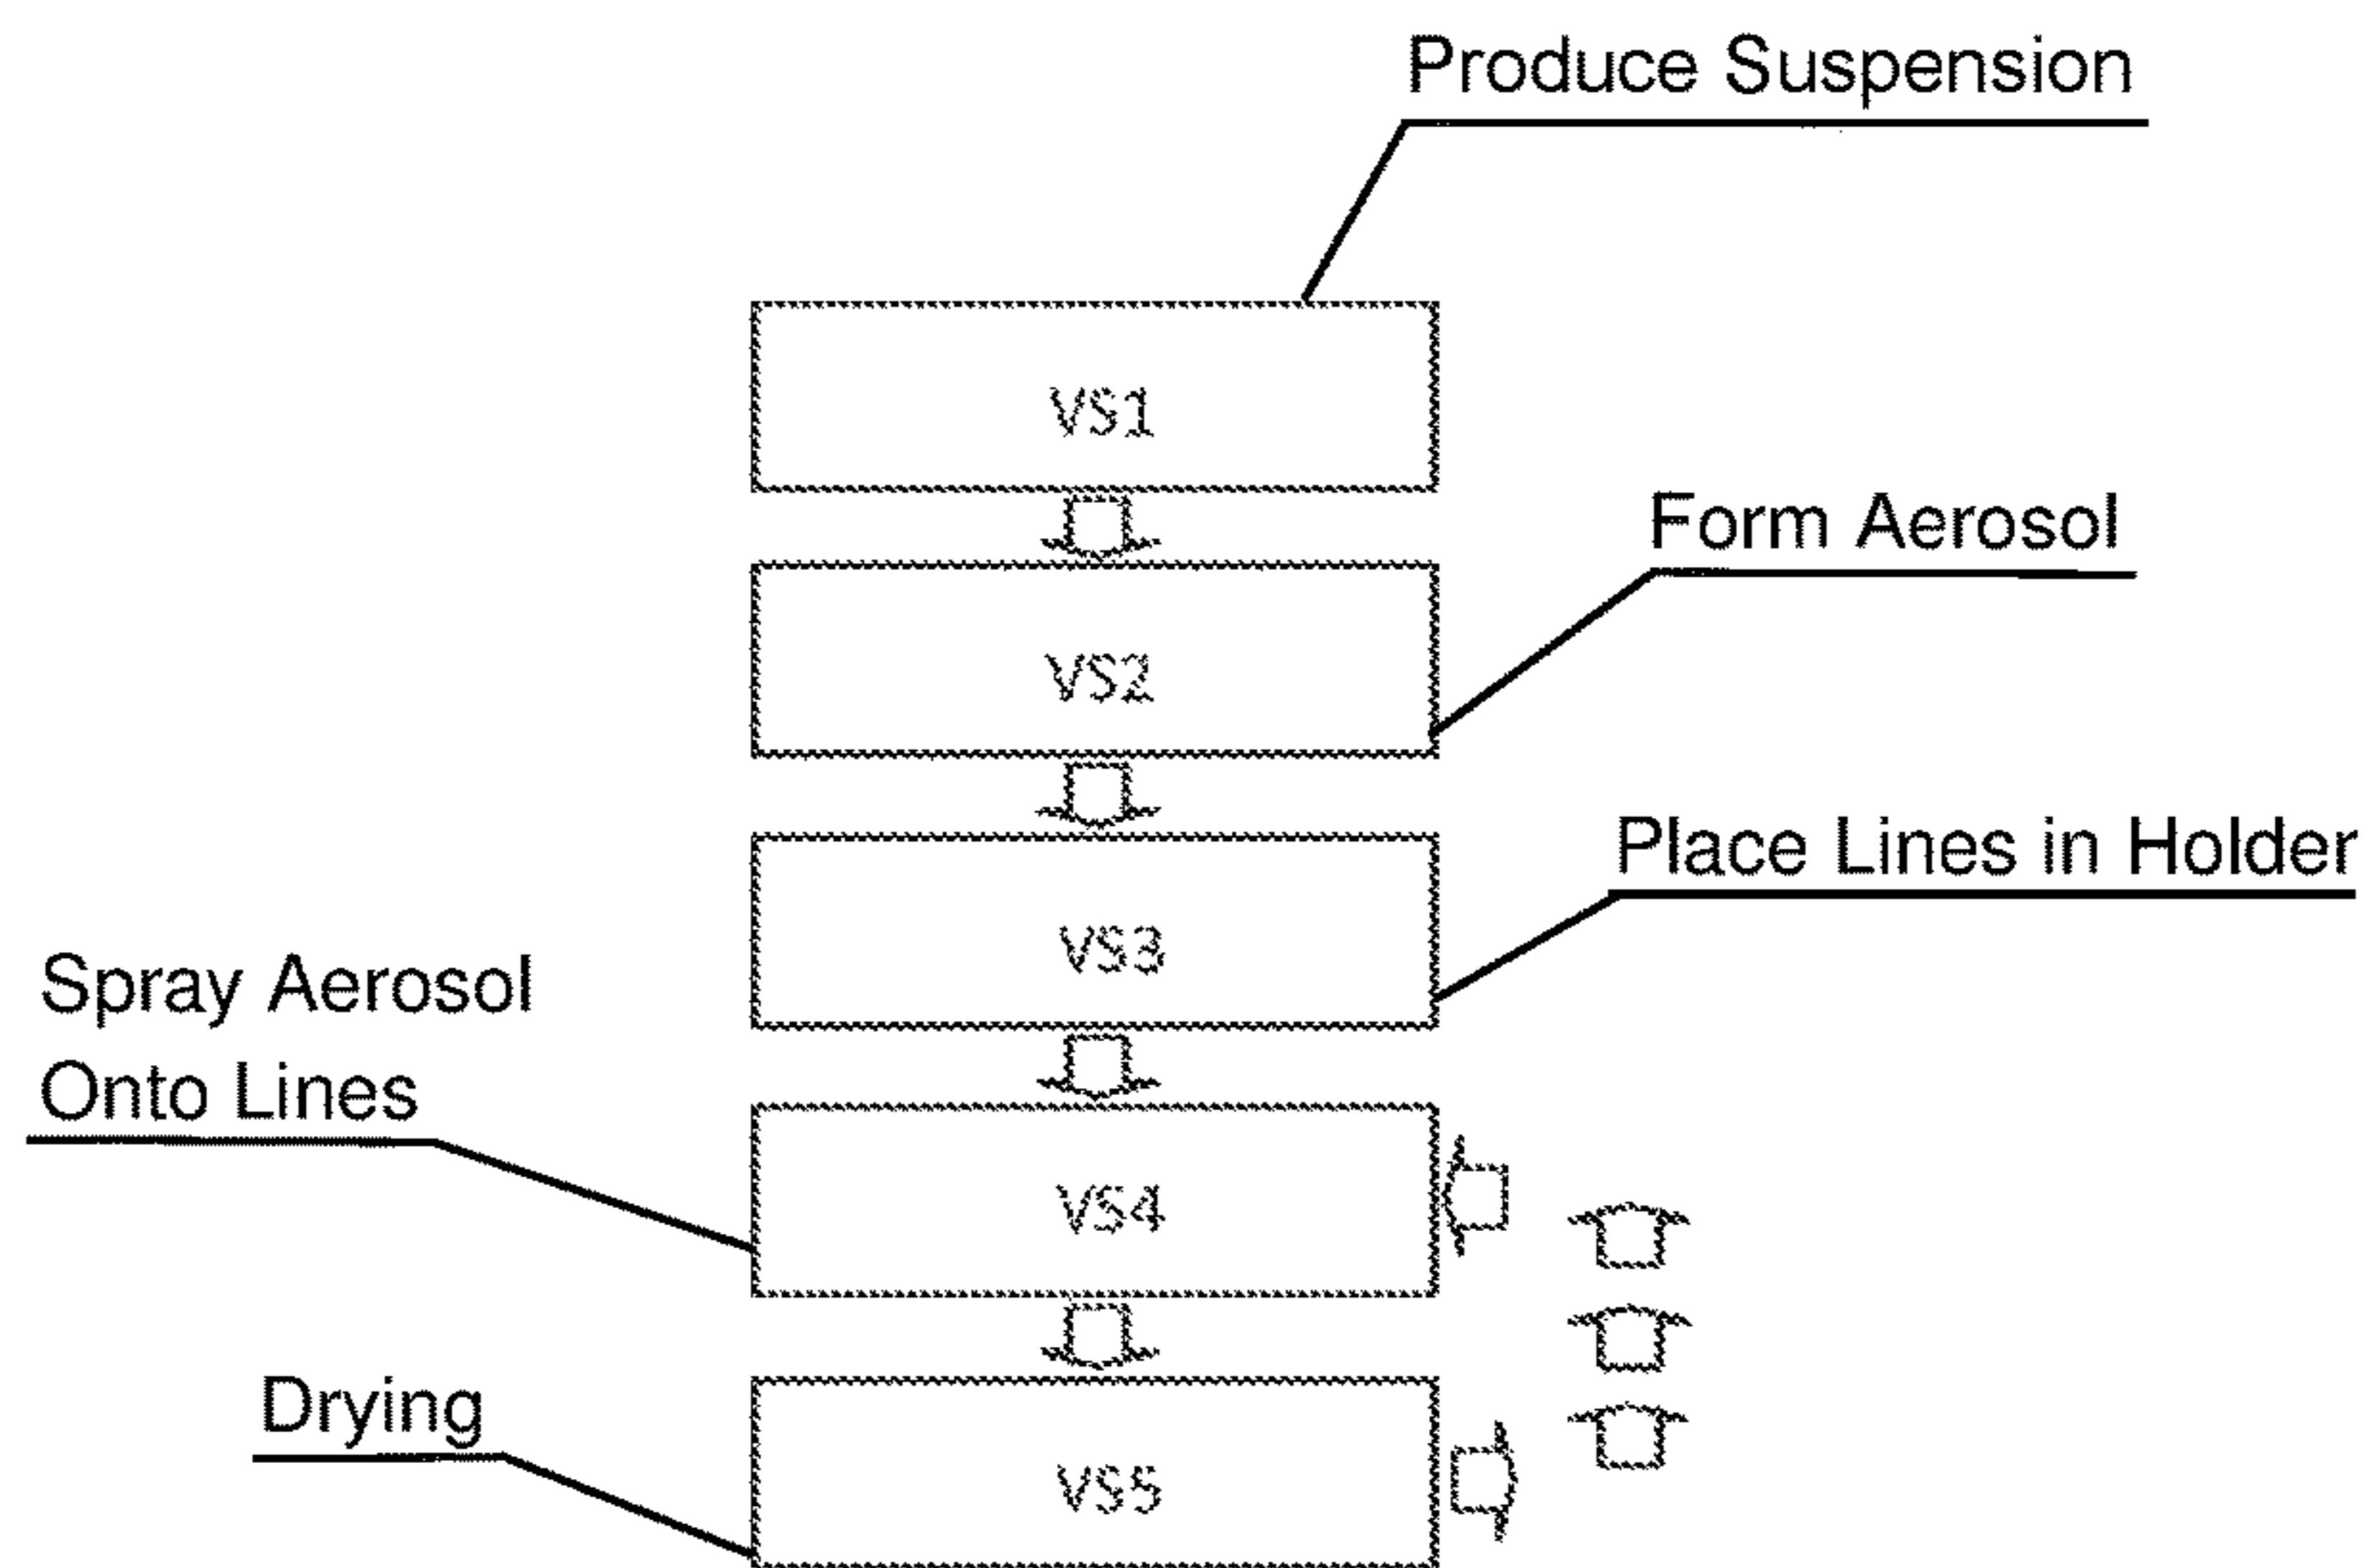 Produce Suspension
VS1
Form Aerosol
VS2
Place Lines in Holder
VS3
Spray Aerosol
Onto Lines
VS4
Drying
VS5